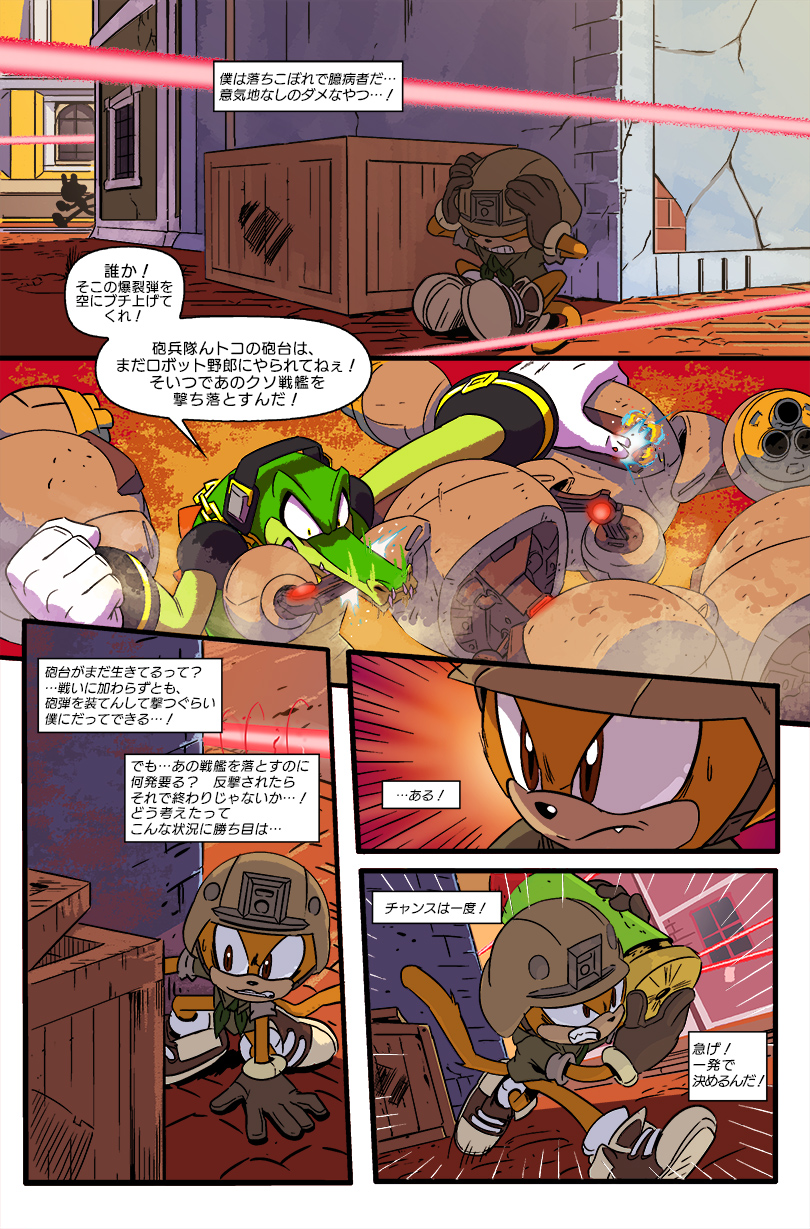 僕は落ちこぼれで臆病者だ…
意気地なしのダメなやつ…！
誰か！
そこの爆裂弾を
空にブチ上げて
くれ！
砲兵隊んトコの砲台は、
まだロボット野郎にやられてねぇ！
そいつであのクソ戦艦を
撃ち落とすんだ！
砲台がまだ生きてるって？
…戦いに加わらずとも、
砲弾を装てんして撃つぐらい
僕にだってできる…！
でも…あの戦艦を落とすのに
何発要る？　反撃されたら
それで終わりじゃないか…！
どう考えたって
こんな状況に勝ち目は…
…ある！
チャンスは一度！
急げ！
一発で
決めるんだ！